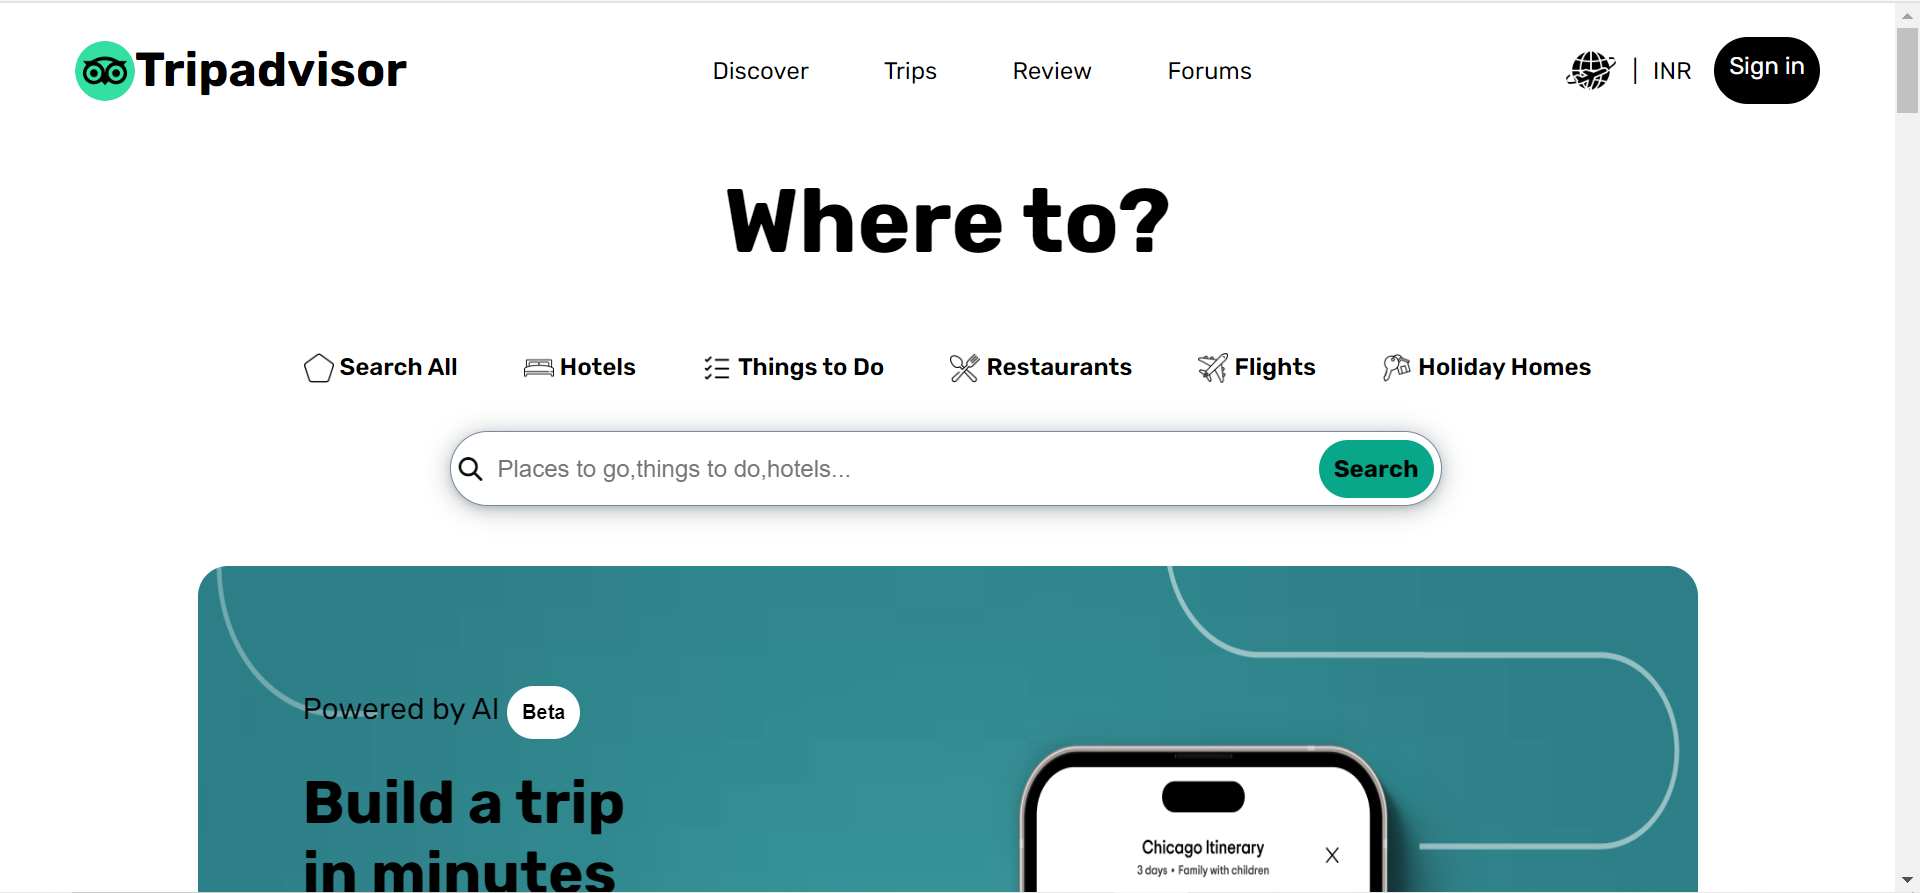 Tripadvisor Discover Trips Review Forums | INR Sign in
Where to?
Search All Hotels Things to Do Restaurants Flights Holiday Homes
Places to go,things to do,hotels... Search
Powered by AI Beta
Build a trip
in minutes
Chicago Itinerary
3 days • Family with children